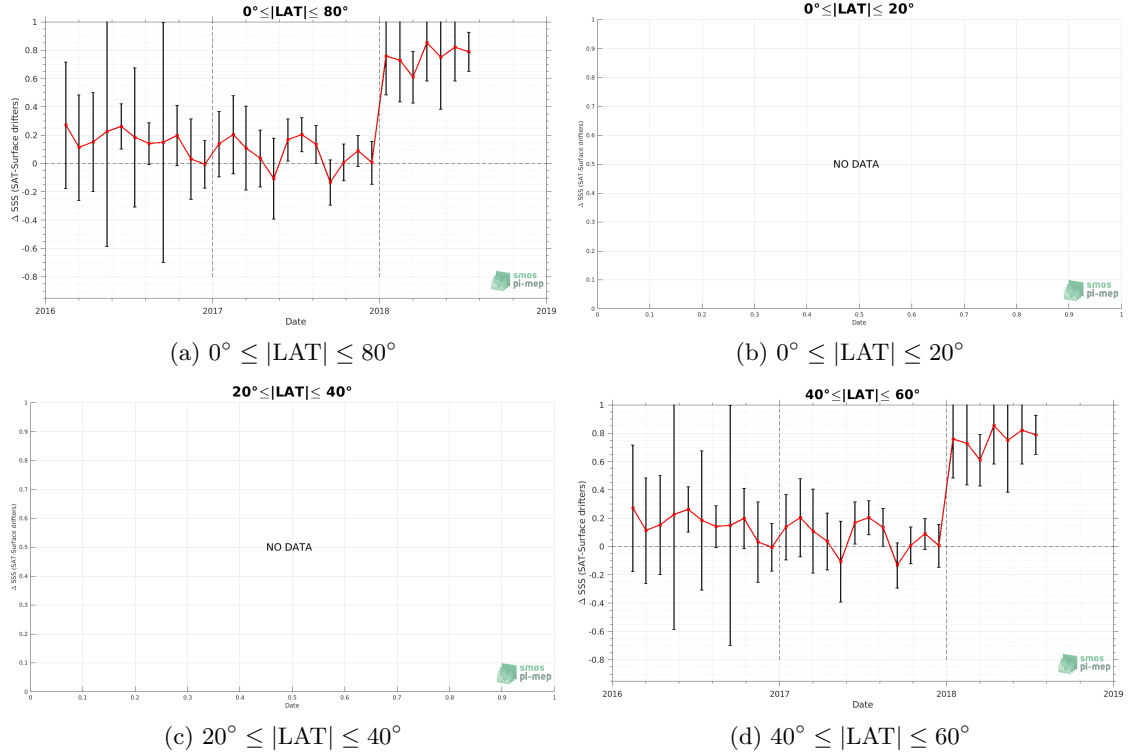 0°≤|LAT|≤ 80°
1
0.8
0.6
0.4
0.2
0
-0.2
-0.4
-0.6
-0.8
Δ SSS (SAT-Surface drifters)
2016
2017
2018
2019
Date
smos
pi-mep
(a) 0° ≤ |LAT| ≤ 80°
0°≤|LAT|≤ 20°
1
0.9
0.8
0.7
0.6
0.5
0.4
0.3
0.2
0.1
0
Δ SSS (SAT-Surface drifters)
NO DATA
0
0.1
0.2
0.3
0.4
0.5
0.6
0.7
0.8
0.9
1
Date
smos
pi-mep
(b) 0° ≤ |LAT| ≤ 20°
20°≤|LAT|≤ 40°
1
0.9
0.8
0.7
0.6
0.5
0.4
0.3
0.2
0.1
0
Δ SSS (SAT-Surface drifters)
NO DATA
0
0.1
0.2
0.3
0.4
0.5
0.6
0.7
0.8
0.9
1
Date
smos
pi-mep
(c) 20° ≤ |LAT| ≤ 40°
40°≤|LAT|≤ 60°
1
0.8
0.6
0.4
0.2
0
-0.2
-0.4
-0.6
-0.8
Δ SSS (SAT-Surface drifters)
2016
2017
2018
2019
Date
smos
pi-mep
(d) 40° ≤ |LAT| ≤ 60°